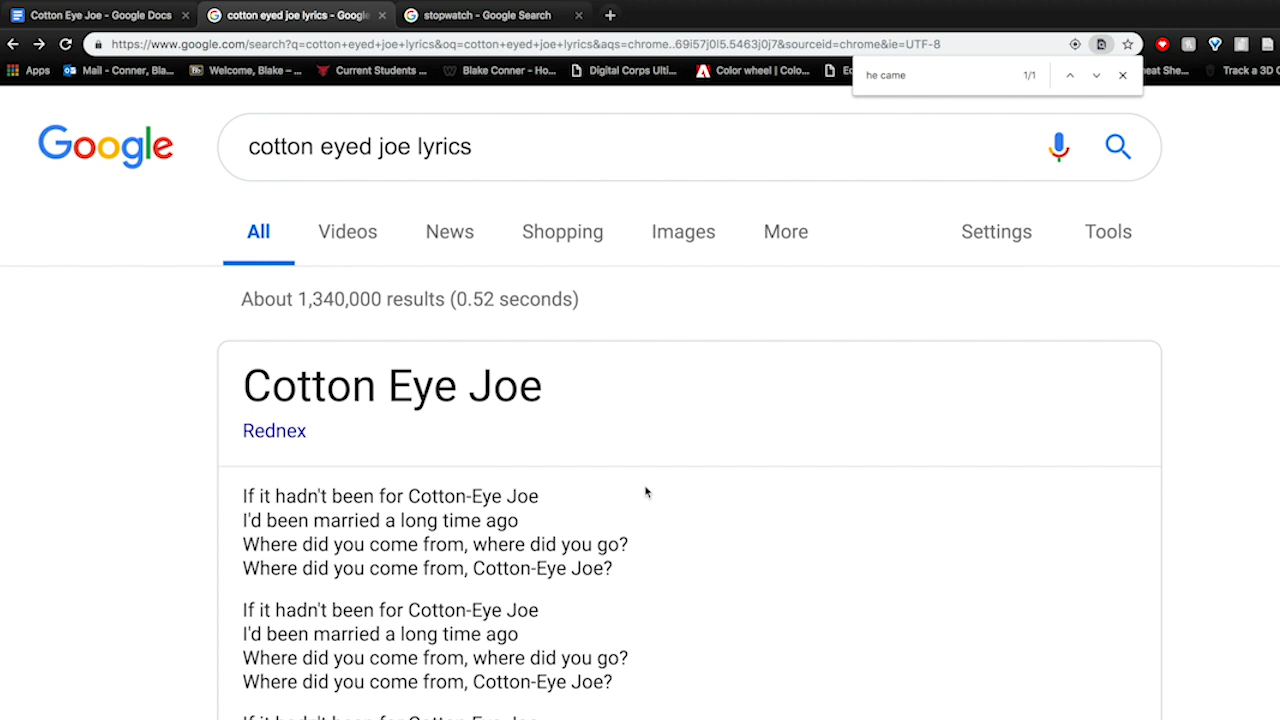 Cotton Eye Joe - Google Docs
cotton eyed joe lyrics - Google
stopwatch - Google Search
https://www.google.com/search?q=cotton+eyed+joe+lyrics&oq=cotton+eyed+joe+lyrics&aqs=chrome..69i57j0l5.5463j0j7&sourceid=chrome&ie=UTF-8
Apps
Mail - Conner, Bla...
Welcome, Blake – ...
Current Students ...
Blake Conner - Ho...
Digital Corps Ulti...
Color wheel | Colo...
Track a 3D
he came
1/1
Google
cotton eyed joe lyrics
All Videos News Shopping Images More Settings Tools
About 1,340,000 results (0.52 seconds)
Cotton Eye Joe
Rednex
If it hadn't been for Cotton-Eye Joe
I'd been married a long time ago
Where did you come from, where did you go?
Where did you come from, Cotton-Eye Joe?
If it hadn't been for Cotton-Eye Joe
I'd been married a long time ago
Where did you come from, where did you go?
Where did you come from, Cotton-Eye Joe?